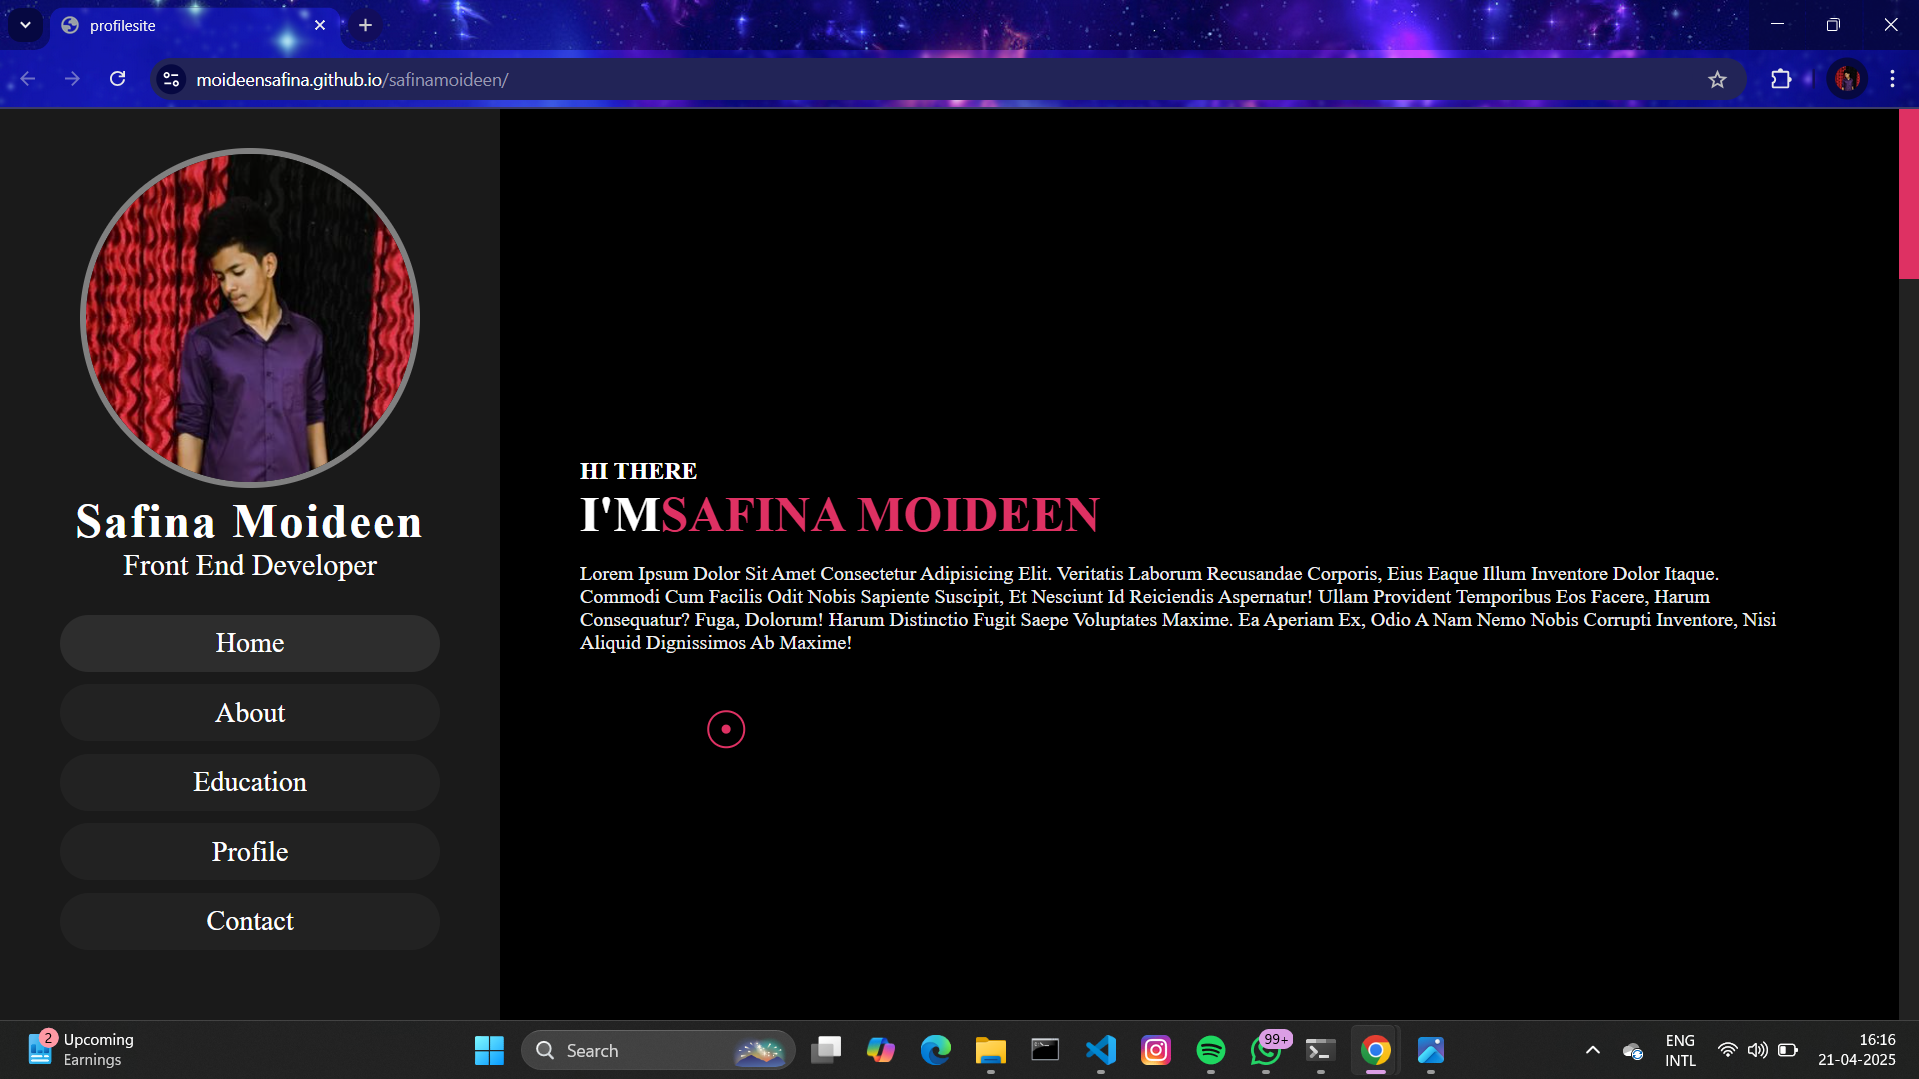 profilesite
moideensafina.github.io/safinamoideen/
Safina Moideen
Front End Developer
Home
About
Education
Profile
Contact
HI THERE
I'MSAFINA MOIDEEN
Lorem Ipsum Dolor Sit Amet Consectetur Adipisicing Elit. Veritatis Laborum Recusandae Corporis, Eius Eaque Illum Inventore Dolor Itaque.
Commodi Cum Facilis Odit Nobis Sapiente Suscipit, Et Nesciunt Id Reiciendis Aspernatur! Ullam Provident Temporibus Eos Facere, Harum
Consequatur? Fuga, Dolorum! Harum Distinctio Fugit Saepe Voluptates Maxime. Ea Aperiam Ex, Odio A Nam Nemo Nobis Corrupti Inventore, Nisi
Aliquid Dignissimos Ab Maxime!
2
Upcoming
Earnings
Search
99+
ENG
INTL
16:16
21-04-2025